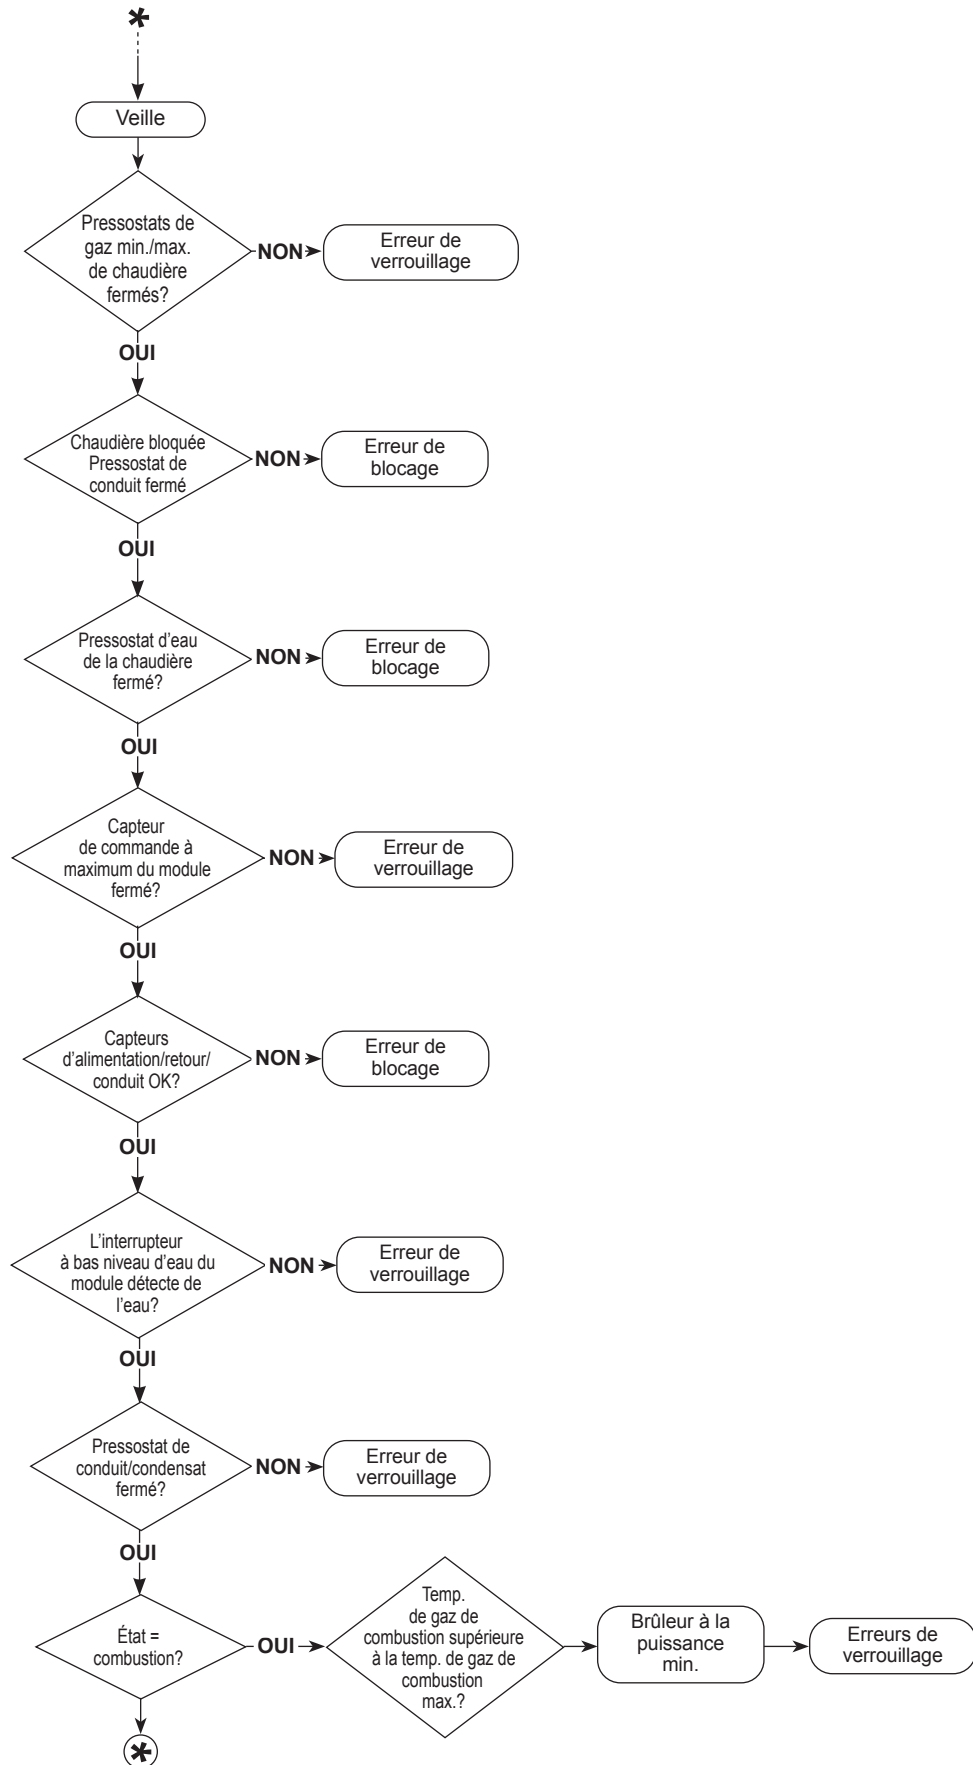 *
Veille
Pressostats de
gaz min./max.
de chaudière
fermés?
NON
Erreur de
verrouillage
OUI
Chaudière bloquée
Pressostat de
conduit fermé
NON
Erreur de
blocage
OUI
Pressostat d'eau
de la chaudière
fermé?
NON
Erreur de
blocage
OUI
Capteur
de commande à
maximum du module
fermé?
NON
Erreur de
verrouillage
OUI
Capteurs
d'alimentation/retour/
conduit OK?
NON
Erreur de
blocage
OUI
L'interrupteur
à bas niveau d'eau du
module détecte de
l'eau?
NON
Erreur de
verrouillage
OUI
Pressostat de
conduit/condensat
fermé?
NON
Erreur de
verrouillage
OUI
État =
combustion?
OUI
Temp.
de gaz de
combustion supérieure
à la temp. de gaz de
combustion
max.?
Brûleur à la
puissance
min.
Erreurs de
verrouillage
*